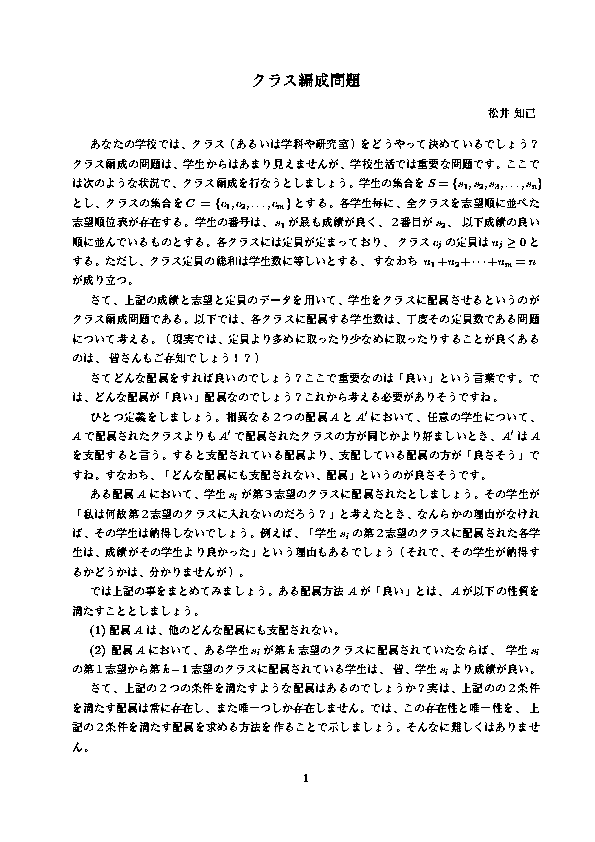 クラス編成問題
松井 知己
あなたの学校では、クラス（あるいは学科や研究室）をどうやって決めているでしょう？
クラス編成の問題は、学生からはあまり見えませんが、学校生活では重要な問題です。ここで
は次のような状況で、クラス編成を行なうとしましょう。学生の集合を S = {s₁, s₂, s₃, . . . , sₙ}
とし、クラスの集合を C = {c₁, c₂, . . . , cₘ} とする。各学生毎に、全クラスを志望順に並べた
志望順位表が存在する。学生の番号は、s₁ が最も成績が良く、２番目が s₂、 以下成績の良い
順に並んでいるものとする。各クラスには定員が定まっており、 クラス cⱼ の定員は nⱼ ≥ 0 と
する。ただし、クラス定員の総和は学生数に等しいとする、 すなわち n₁ + n₂ + · · · + nₘ = n
が成り立つ。
さて、上記の成績と志望と定員のデータを用いて、学生をクラスに配属させるというのが
クラス編成問題である。以下では、各クラスに配属する学生数は、丁度その定員数である問題
について考える。（現実では、定員より多めに取ったり少なめに取ったりすることが良くある
のは、 皆さんもご存知でしょう！？）
さてどんな配属をすれば良いのでしょう？ここで重要なのは「良い」という言葉です。で
は、どんな配属が「良い」配属なのでしょう？これから考える必要がありそうですね。
ひとつ定義をしましょう。相異なる２つの配属 A と A′ において、任意の学生について、
A で配属されたクラスよりも A′ で配属されたクラスの方が同じかより好ましいとき、A′ は A
を支配すると言う。すると支配されている配属より、支配している配属の方が「良さそう」で
すね。すなわち、「どんな配属にも支配されない、配属」というのが良さそうです。
ある配属 A において、学生 sᵢ が第３志望のクラスに配属されたとしましょう。その学生が
「私は何故第２志望のクラスに入れないのだろう？」と考えたとき、なんらかの理由がなけれ
ば、その学生は納得しないでしょう。例えば、「学生 sᵢ の第２志望のクラスに配属された各学
生は、成績がその学生より良かった」という理由もあるでしょう（それで、その学生が納得す
るかどうかは、分かりませんが）。
では上記の事をまとめてみましょう。ある配属方法 A が「良い」とは、A が以下の性質を
満たすこととしましょう。
(1) 配属 A は、他のどんな配属にも支配されない。
(2) 配属 A において、ある学生 sᵢ が第 k 志望のクラスに配属されていたならば、 学生 sᵢ
の第１志望から第 k−1 志望のクラスに配属されている学生は、 皆、学生 sᵢ より成績が良い。
さて、上記の２つの条件を満たすような配属はあるのでしょうか？実は、上記のの２条件
を満たす配属は常に存在し、また唯一つしか存在しません。では、この存在性と唯一性を、 上
記の２条件を満たす配属を求める方法を作ることで示しましょう。そんなに難しくはありませ
ん。
1